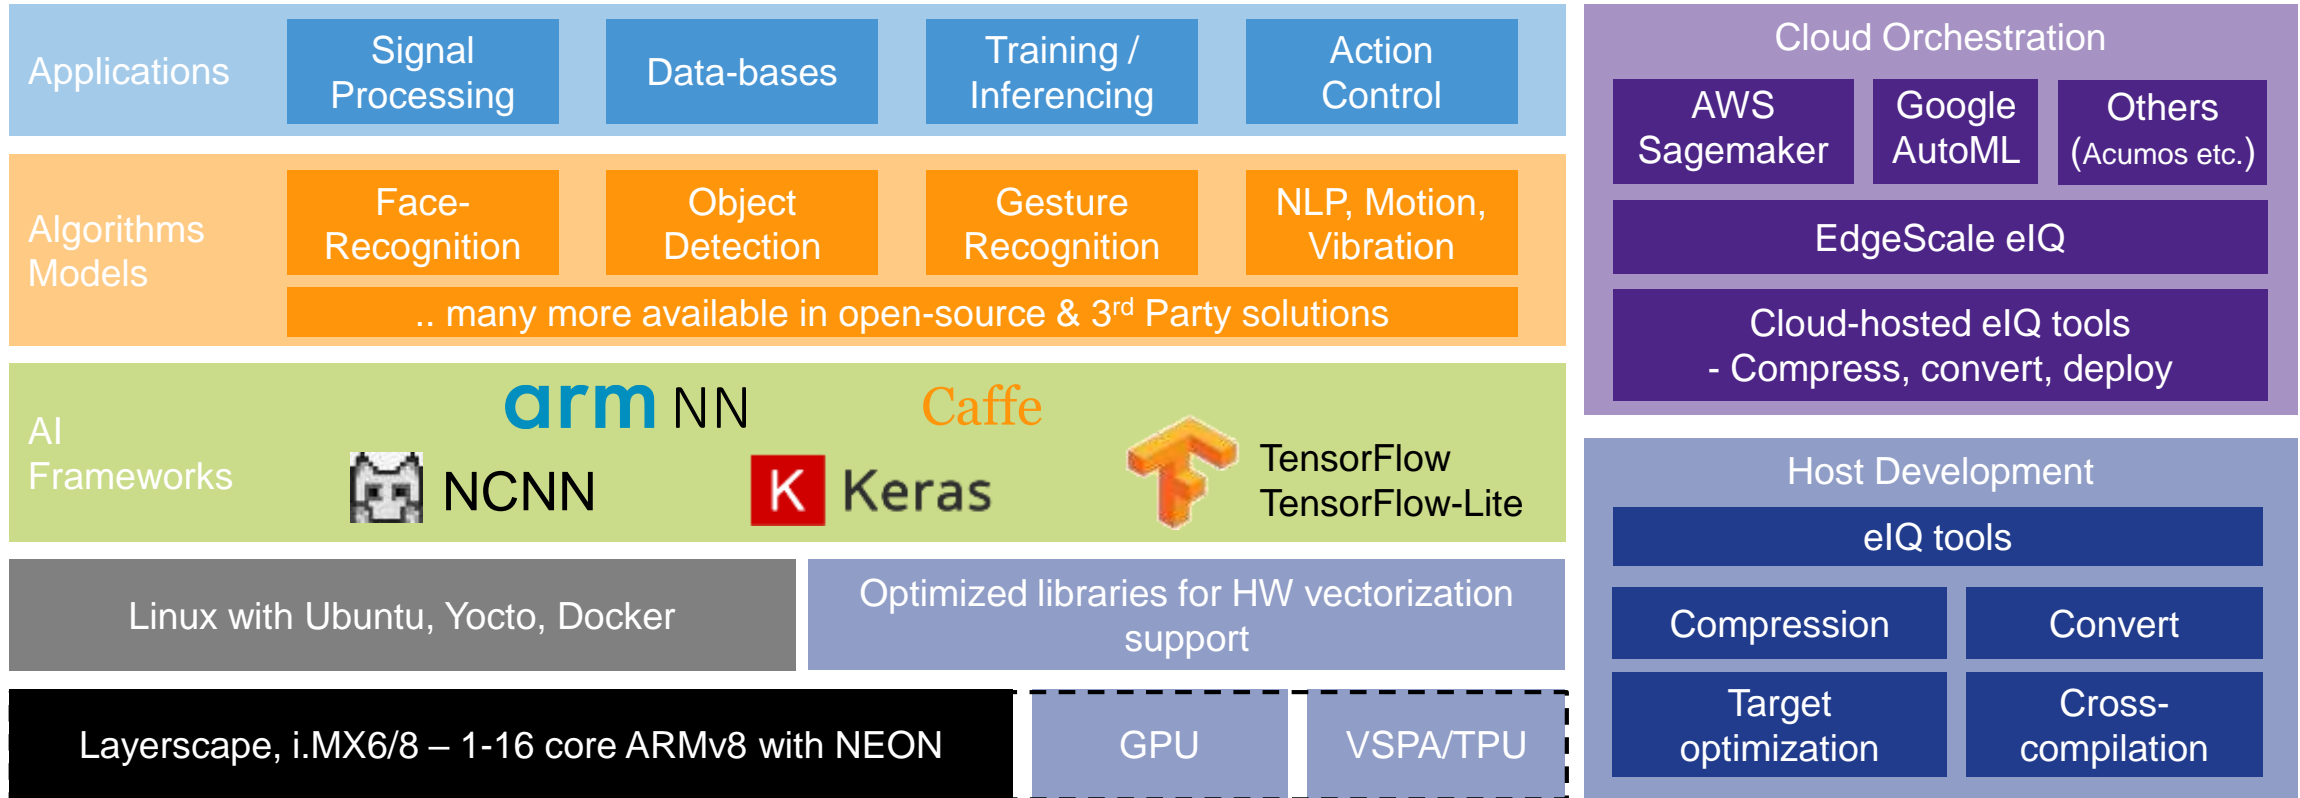 Applications
Signal
Processing
Data-bases
Training /
Inferencing
Action
Control
Algorithms
Models
Face-
Recognition
Object
Detection
Gesture
Recognition
NLP, Motion,
Vibration
.. many more available in open-source & 3rd Party solutions
AI
Frameworks
arm NN
Caffe
NCNN
K Keras
TensorFlow
TensorFlow-Lite
Linux with Ubuntu, Yocto, Docker
Optimized libraries for HW vectorization
support
Layerscape, i.MX6/8 – 1-16 core ARMv8 with NEON
GPU
VSPA/TPU
Cloud Orchestration
AWS
Sagemaker
Google
AutoML
Others
(Acumos etc.)
EdgeScale eIQ
Cloud-hosted eIQ tools
- Compress, convert, deploy
Host Development
eIQ tools
Compression
Convert
Target
optimization
Cross-
compilation